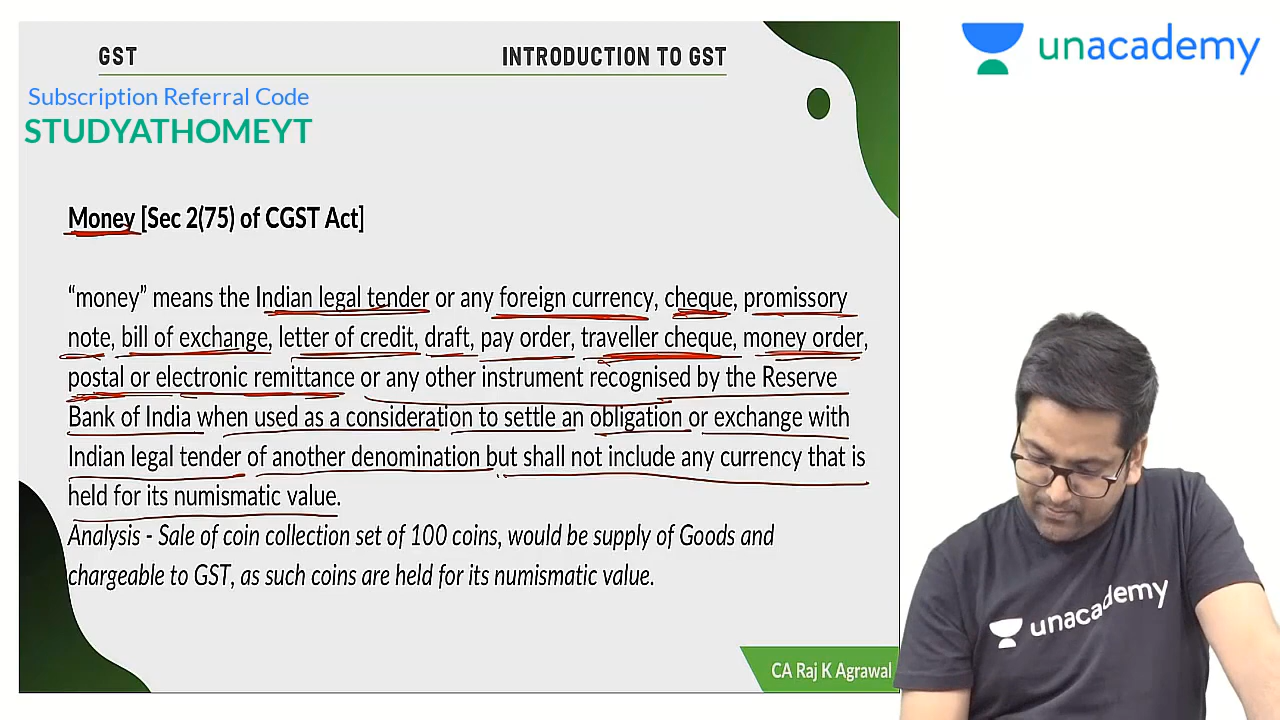 GST
INTRODUCTION TO GST
unacademy
Subscription Referral Code
STUDYATHOMEYT
Money [Sec 2(75) of CGST Act]
“money” means the Indian legal tender or any foreign currency, cheque, promissory
note, bill of exchange, letter of credit, draft, pay order, traveller cheque, money order,
postal or electronic remittance or any other instrument recognised by the Reserve
Bank of India when used as a consideration to settle an obligation or exchange with
Indian legal tender of another denomination but shall not include any currency that is
held for its numismatic value.
Analysis - Sale of coin collection set of 100 coins, would be supply of Goods and
chargeable to GST, as such coins are held for its numismatic value.
unacademy
CA Raj K Agrawal